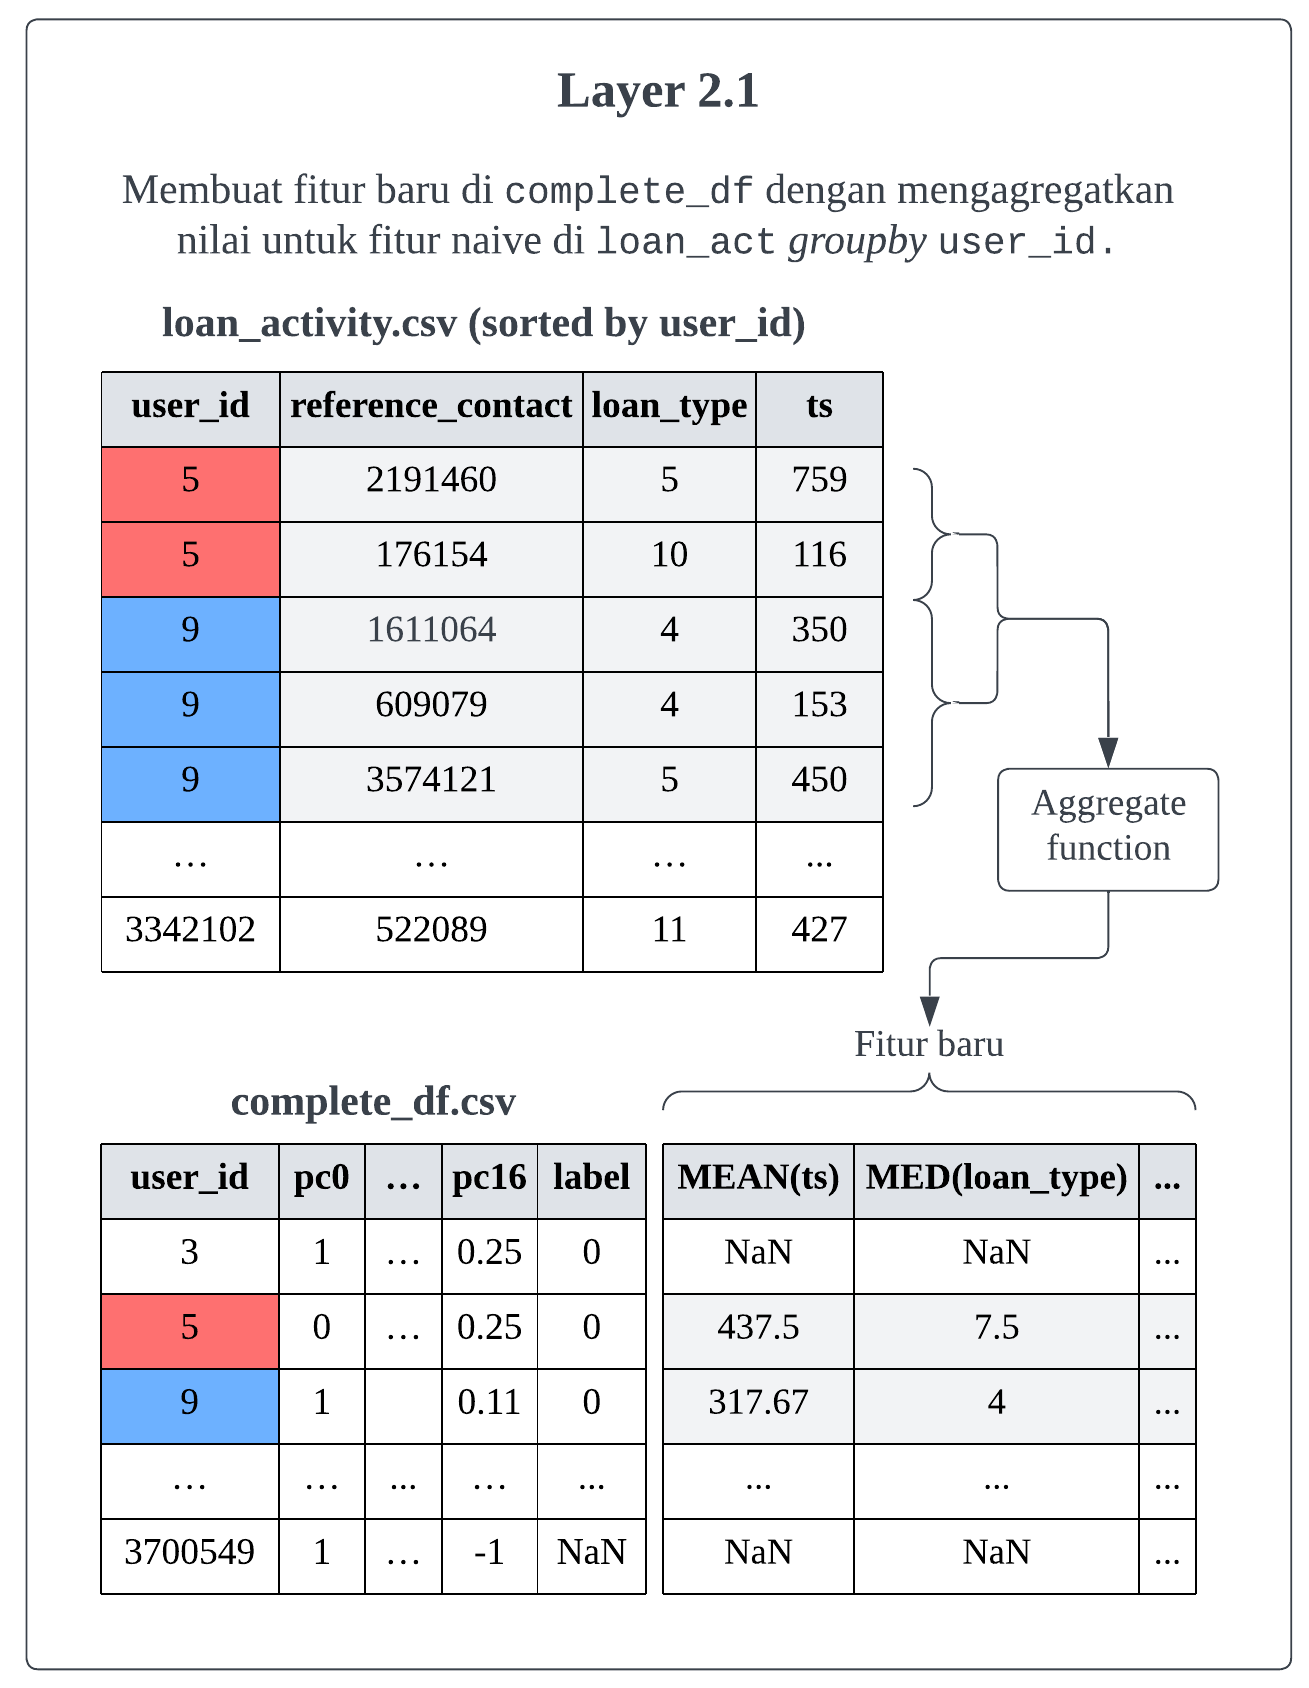 Layer 2.1
Membuat fitur baru di complete_df dengan mengagregatkan
nilai untuk fitur naive di loan_act groupby user_id.
loan_activity.csv (sorted by user_id)
user_id reference_contact loan_type ts
5 2191460 5 759
5 176154 10 116
9 1611064 4 350
9 609079 4 153
9 3574121 5 450
… … … ...
3342102 522089 11 427
Aggregate
function
Fitur baru
complete_df.csv
user_id pc0 … pc16 label MEAN(ts) MED(loan_type) ...
3 1 … 0.25 0 NaN NaN ...
5 0 … 0.25 0 437.5 7.5 ...
9 1 0.11 0 317.67 4 ...
… … ... … ... ... ... ...
3700549 1 … -1 NaN NaN NaN ...